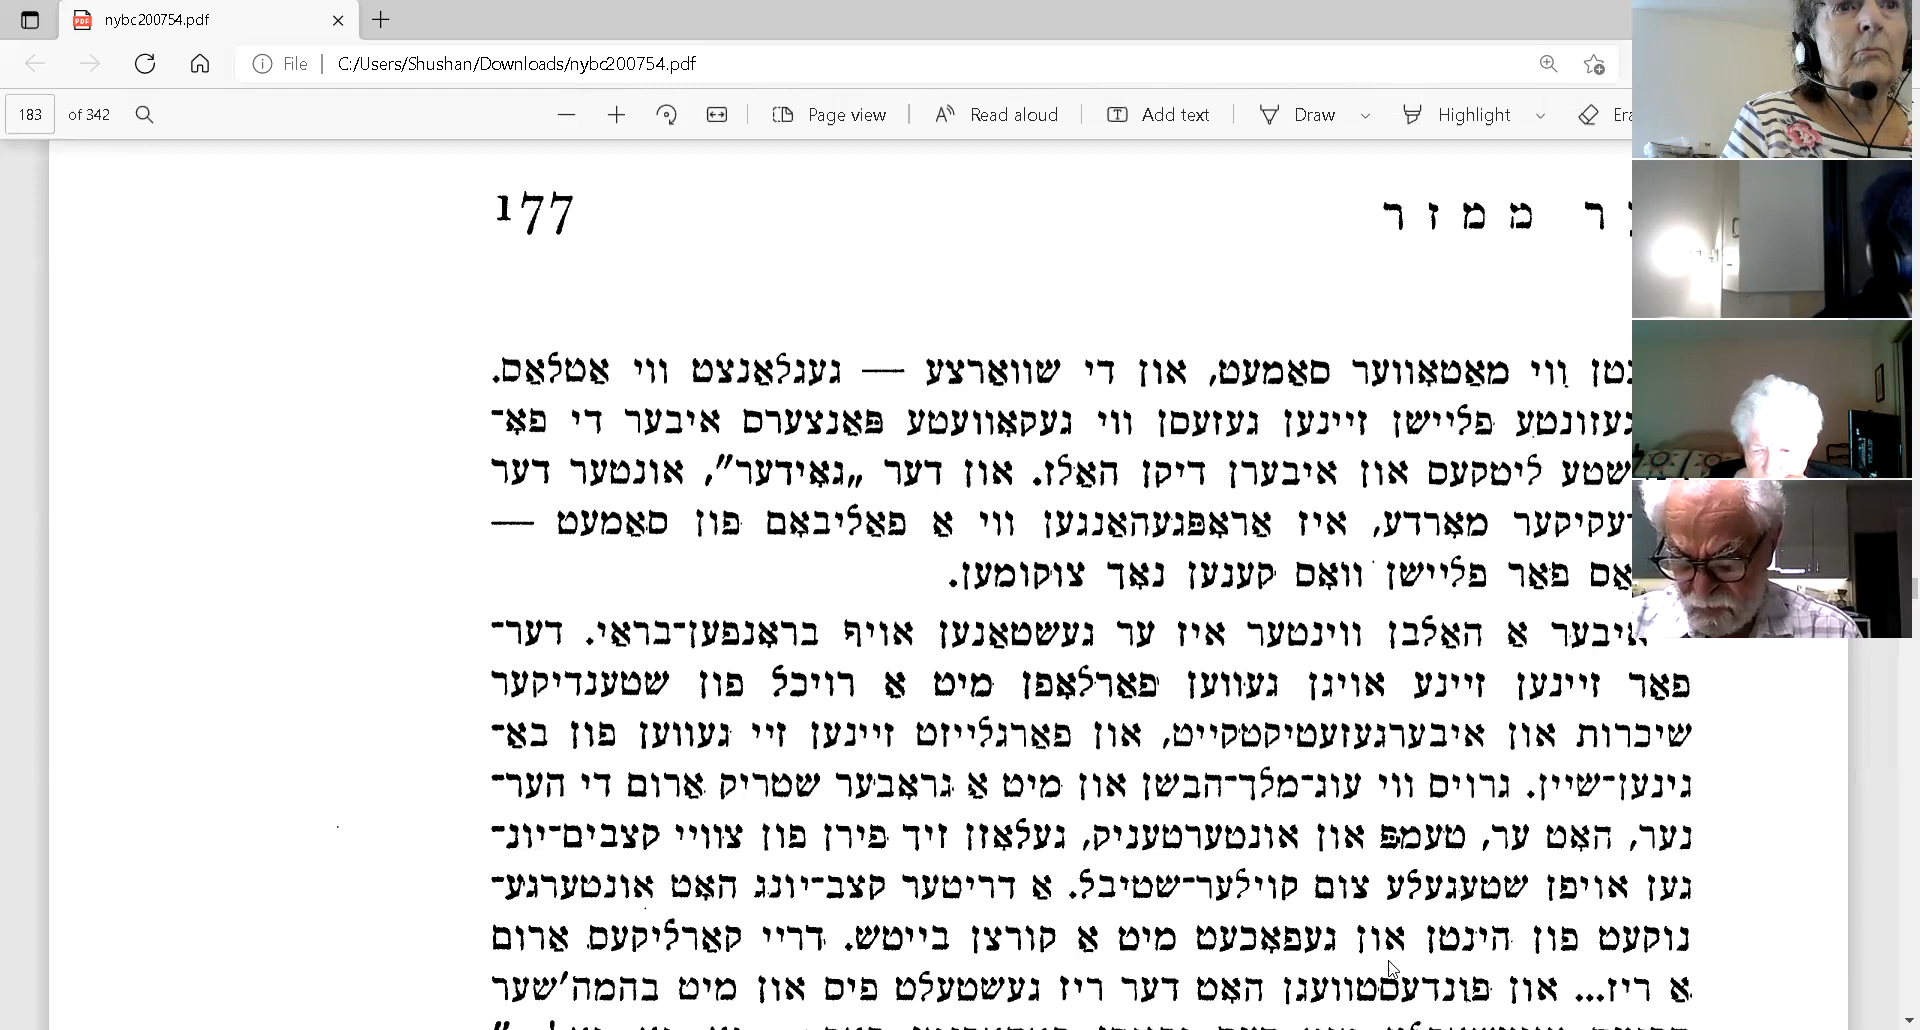 nybc200754.pdf
File | C:/Users/Shushan/Downloads/nybc200754.pdf
183 of 342 Page view Read aloud Add text Draw Highlight
177
ממזר
ווי מאַטאָווער סאַמעט, און די שוואַרצע — געגלאַנצט ווי אַטלאַס.
געזונטע פליישן זיינען געזעסן ווי געקאָוועטע פּאַנצערס איבער די פאָ־
ליטקעס און איבערן דיקן האַלז. און דער „גאָידער", אונטער דער
מאָרדע, איז אַראָפּגעהאַנגען ווי אַ פאַליבאָם פון סאַמעט —
פאַר פליישן וואָס קענען נאָך צוקומען.
איבער אַ האַלבן ווינטער איז ער געשטאַנען אויף בראָנפען־בראַי. דער־
פאַר זיינען זיינע אויגן געווען פאַרלאָפן מיט אַ רויכל פון שטענדיקער
שיכרות און איבערגעזעטיקטקייט, און פאַרגלייזט זיינען זיי געווען פון באַ־
גינען־שיין. גרויס ווי עוג־מלך־הבשן און מיט אַ גראָבער שטריק אַרום די הער־
נער, האָט ער, טעמפּ און אונטערטעניק, געלאָזן זיך פירן פון צוויי קצבים־יונ־
גען אויפן שטעגעלע צום קוילער־שטיבל. אַ דריטער קצב־יונג האָט אונטערגע־
נוקעט פון הינטן און געפּאָכעט מיט אַ קורצן בייטש. דריי קאַרליקעס אַרום
אַ ריז... און פונדעסטוועגן האָט דער ריז געשטעלט פיס און מיט בהמה'שער